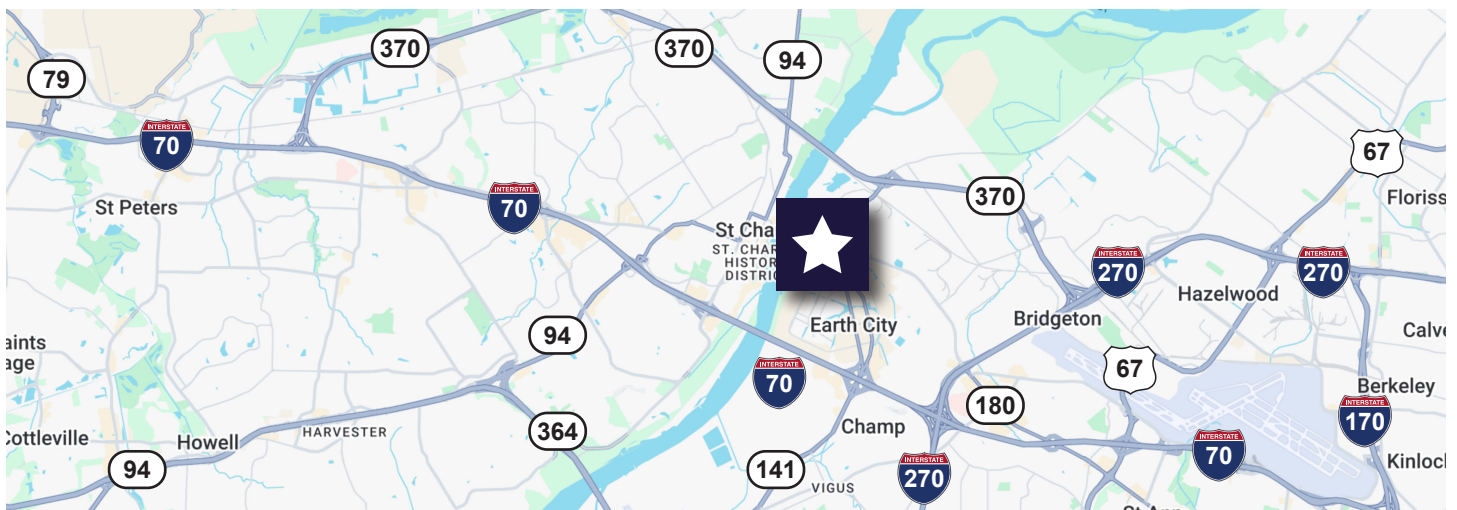 370
370
94
79
INTERSTATE
70
67
INTERSTATE
70
370
Floriss
St Peters
St Cha
ST. CHAR
HISTOR
DISTRIC
INTERSTATE
270
INTERSTATE
270
Hazelwood
Bridgeton
Earth City
94
Calve
aints
age
67
INTERSTATE
70
Berkeley
180
INTERSTATE
170
Champ
364
HARVESTER
Cottleville
Howell
94
141
VIGUS
INTERSTATE
270
INTERSTATE
70
Kinloch